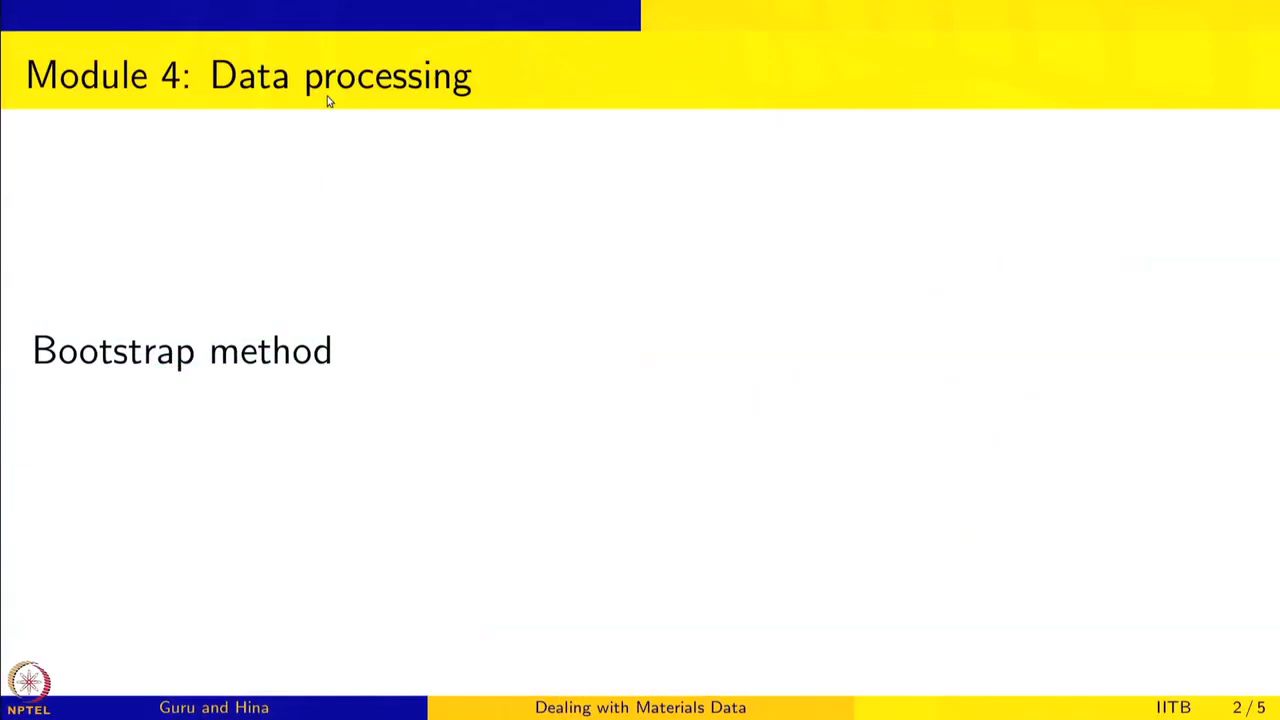 Module 4: Data processing
Bootstrap method
NPTEL
Guru and Hina
Dealing with Materials Data
IITB
2 / 5